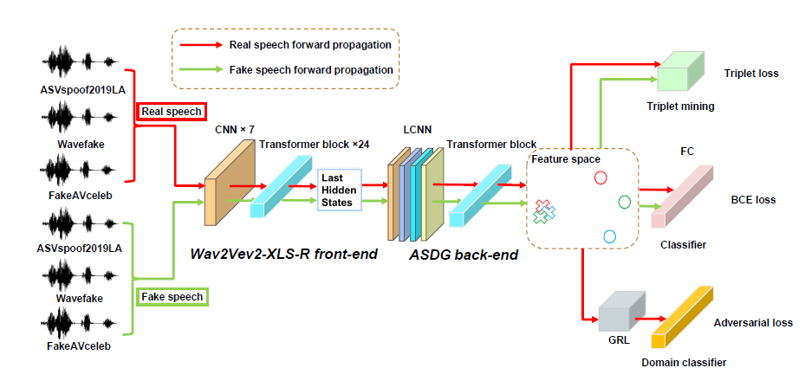 Real speech forward propagation
Fake speech forward propagation
ASVspoof2019LA
Real speech
Wavefake
FakeAVceleb
ASVspoof2019LA
Wavefake
Fake speech
FakeAVceleb
CNN × 7
Transformer block ×24
Last
Hidden
States
Wav2Vev2-XLS-R front-end
LCNN
Transformer block
ASDG back-end
Feature space
Triplet loss
Triplet mining
FC
BCE loss
Classifier
GRL
Adversarial loss
Domain classifier